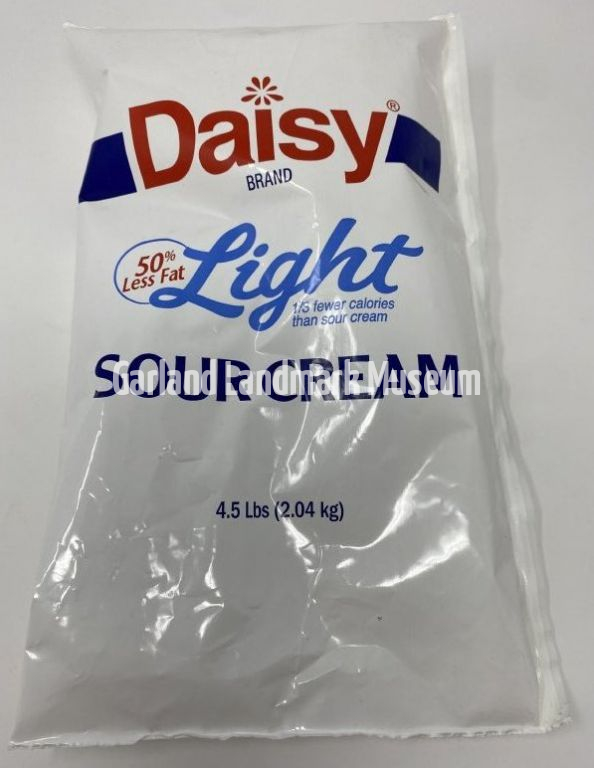 Daisy®
BRAND
50%
Less Fat
Light
1/3 fewer calories
than sour cream
SOUR CREAM
Garland Landmark Museum
4.5 Lbs (2.04 kg)